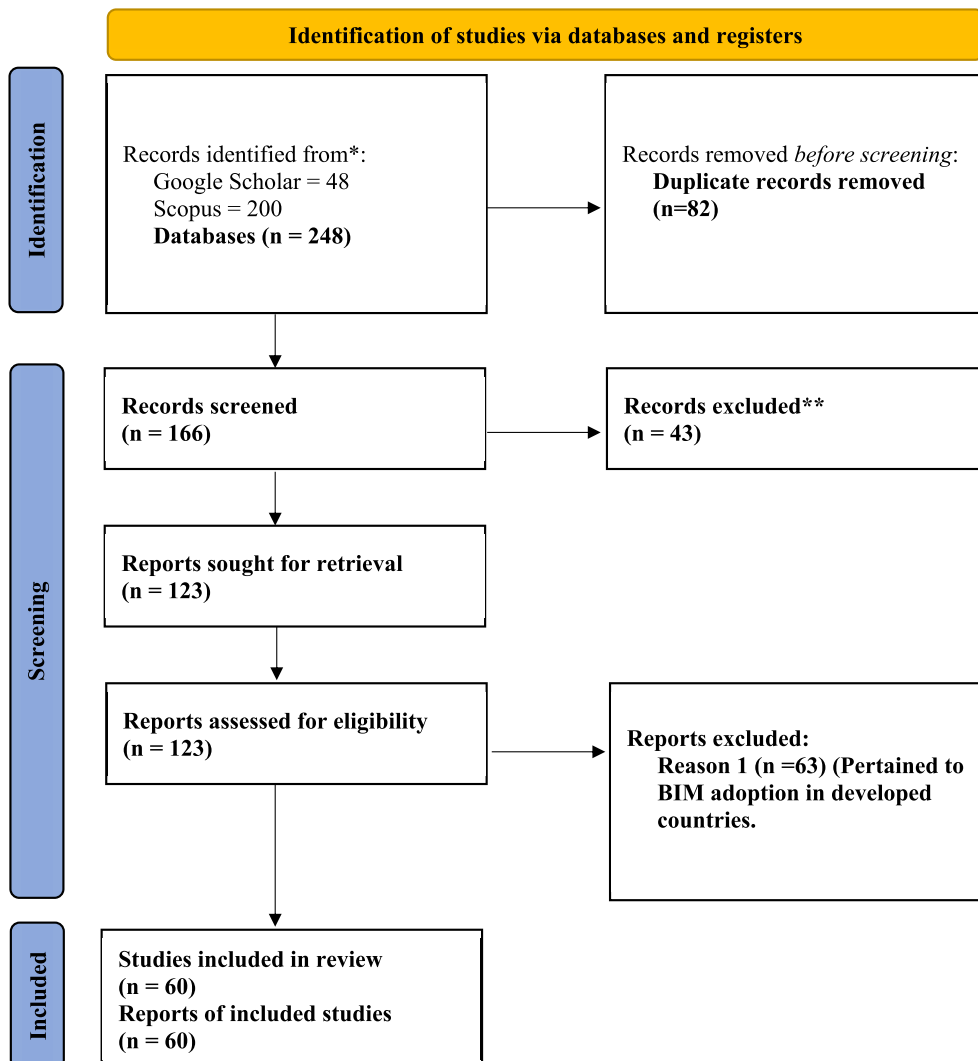 Identification of studies via databases and registers
Identification
Records identified from*:
Google Scholar = 48
Scopus = 200
Databases (n = 248)
Records removed before screening:
Duplicate records removed
(n=82)
Screening
Records screened
(n = 166)
Records excluded**
(n = 43)
Reports sought for retrieval
(n = 123)
Reports assessed for eligibility
(n = 123)
Reports excluded:
Reason 1 (n =63) (Pertained to
BIM adoption in developed
countries.
Included
Studies included in review
(n = 60)
Reports of included studies
(n = 60)